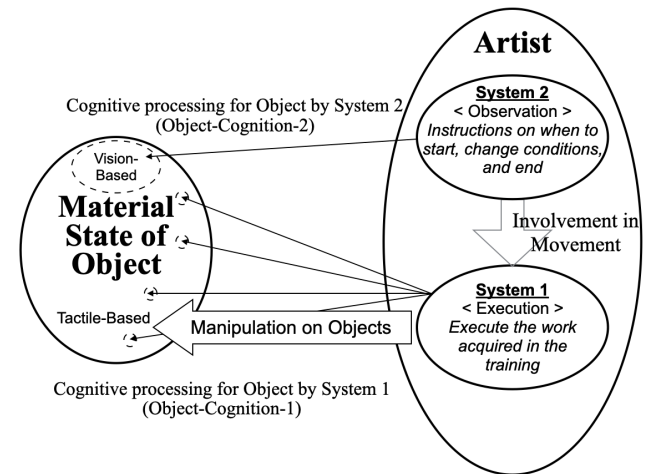 Artist
System 2
< Observation >
Instructions on when to
start, change conditions,
and end
Cognitive processing for Object by System 2
(Object-Cognition-2)
Vision-
Based
Material
State of
Object
Involvement in
Movement
System 1
< Execution >
Execute the work
acquired in the
training
Tactile-Based
Manipulation on Objects
Cognitive processing for Object by System 1
(Object-Cognition-1)